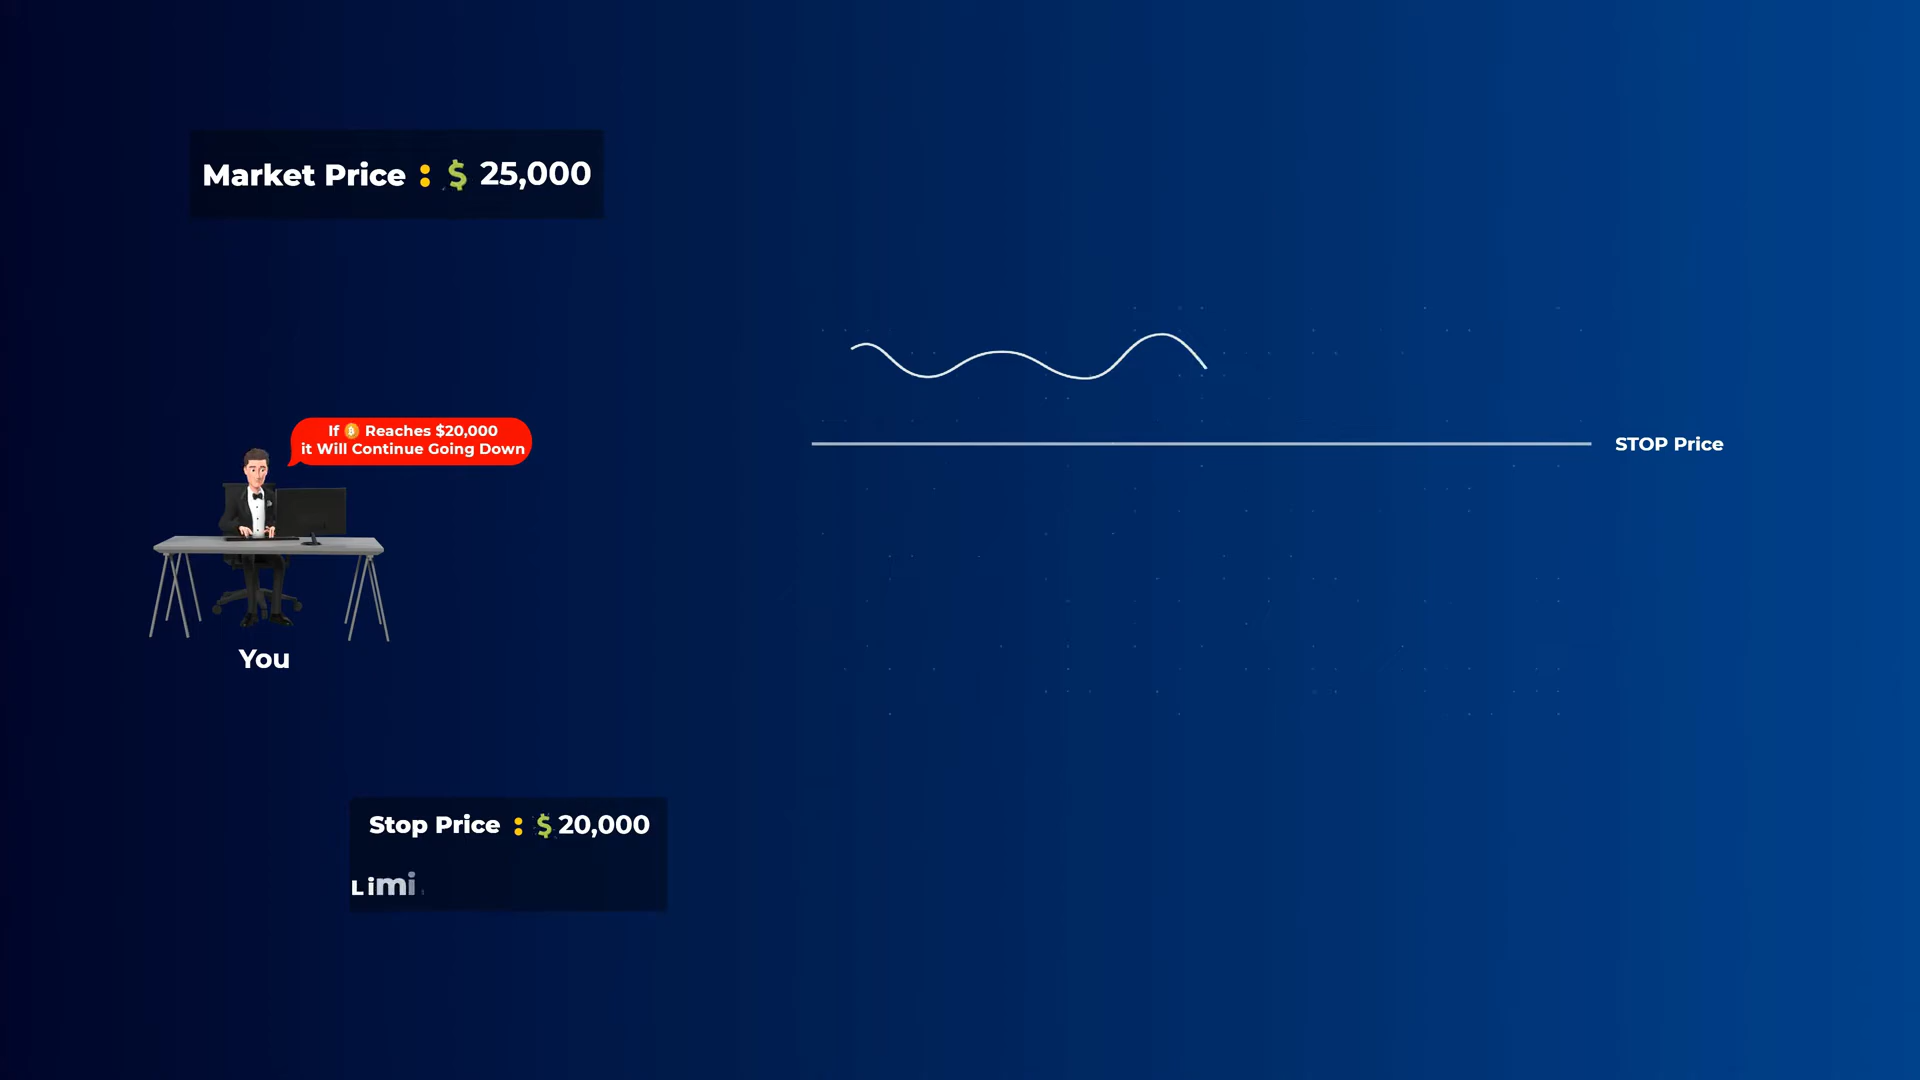 Market Price : $ 25,000
If ₿ Reaches $20,000
it Will Continue Going Down
STOP Price
You
Stop Price : $20,000
Limi